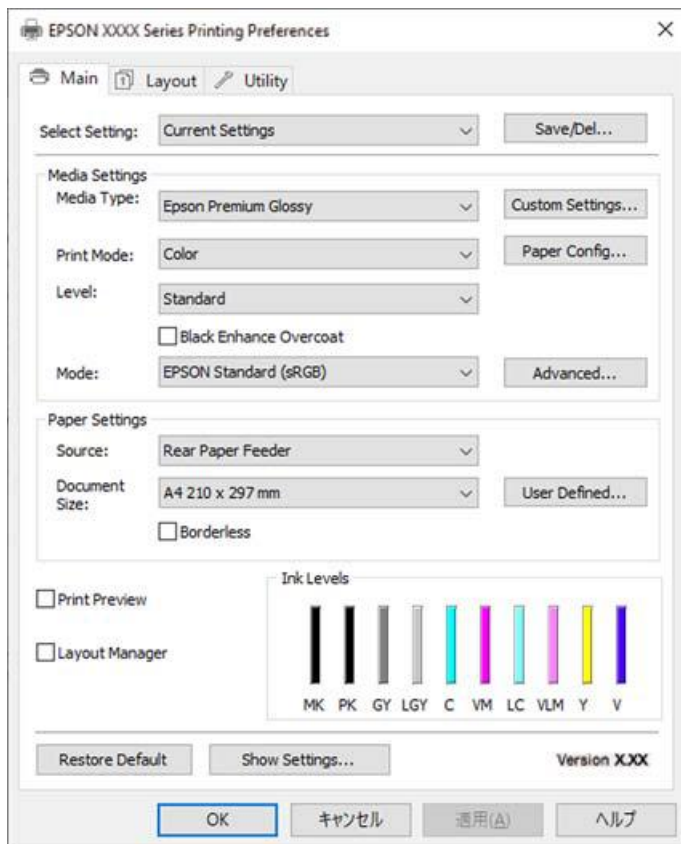 EPSON XXXX Series Printing Preferences
Main Layout Utility
Select Setting: Current Settings Save/Del...
Media Settings
Media Type: Epson Premium Glossy Custom Settings...
Print Mode: Color Paper Config...
Level: Standard
Black Enhance Overcoat
Mode: EPSON Standard (sRGB) Advanced...
Paper Settings
Source: Rear Paper Feeder
Document Size: A4 210 x 297 mm User Defined...
Borderless
Print Preview
Layout Manager
Ink Levels
MK PK GY LGY C VM LC VLM Y V
Restore Default Show Settings... Version X.XX
OK キャンセル 適用(A) ヘルプ